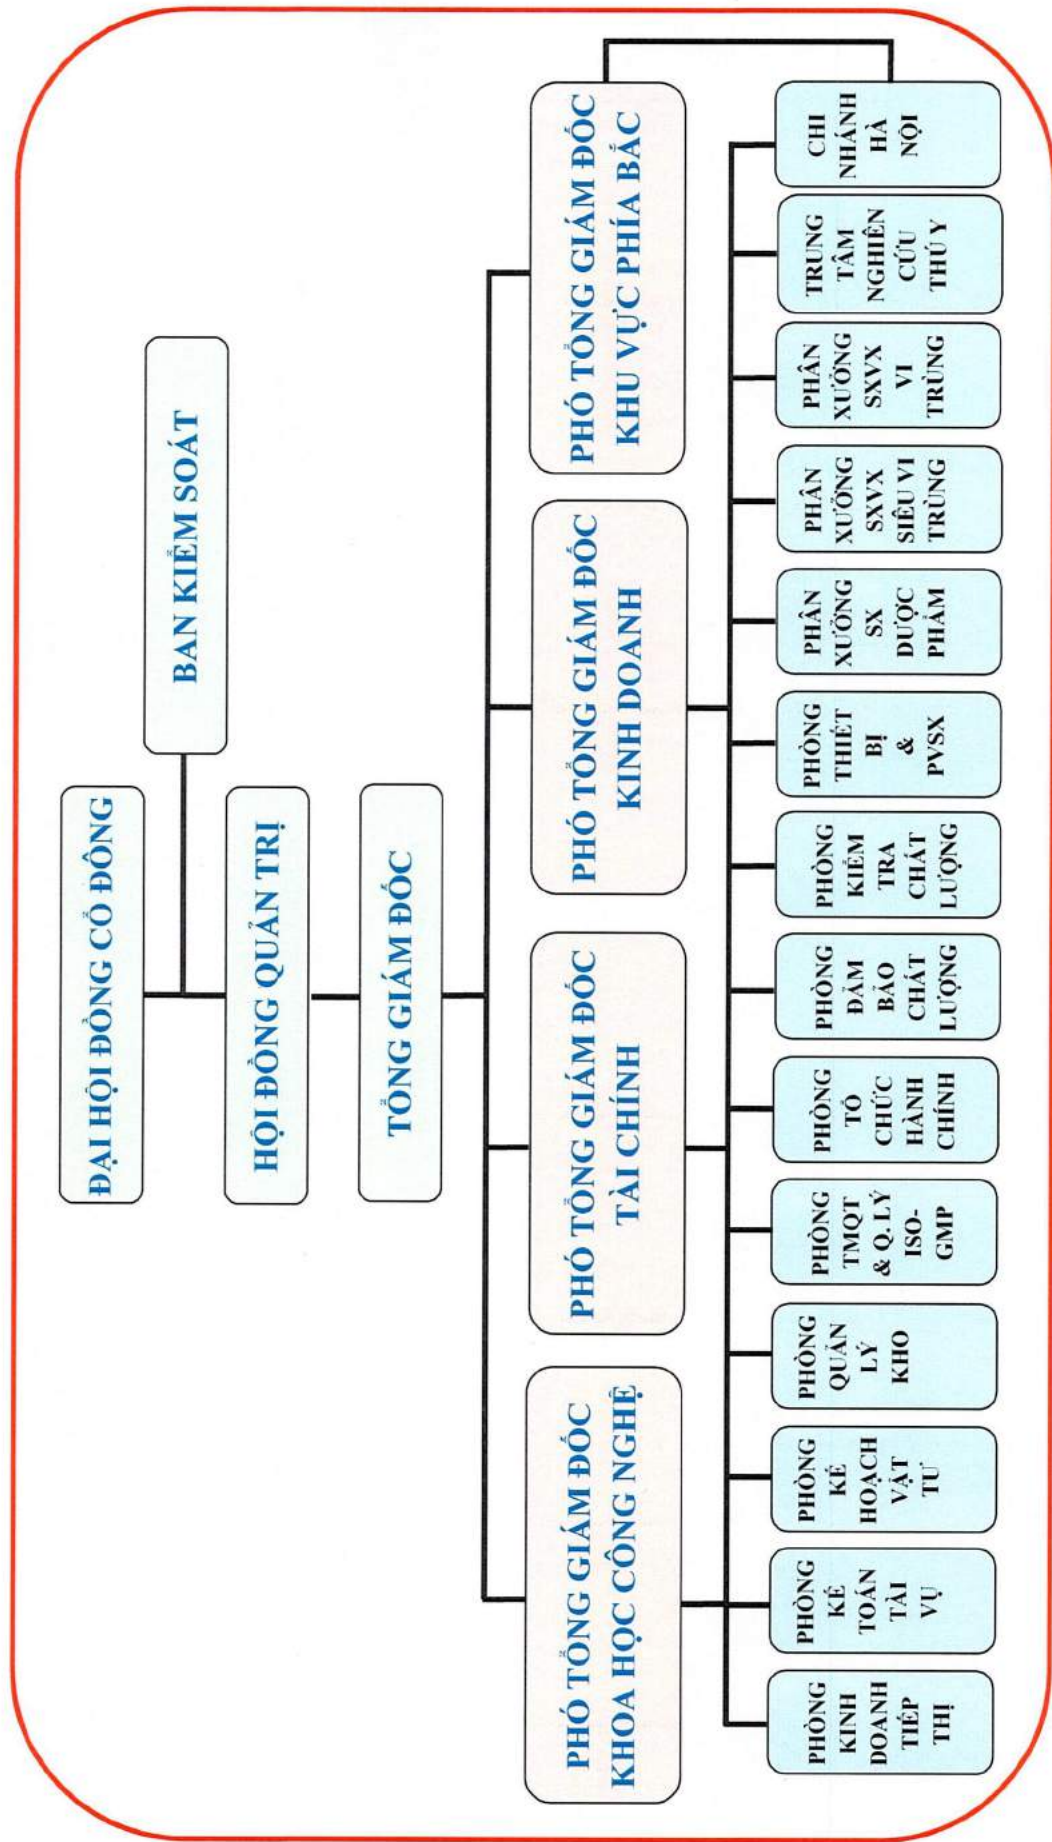 ĐẠI HỘI ĐỒNG CỔ ĐÔNG
BAN KIỂM SOÁT
HỘI ĐỒNG QUẢN TRỊ
TỔNG GIÁM ĐỐC
PHÓ TỔNG GIÁM ĐỐC
KHOA HỌC CÔNG NGHỆ
PHÓ TỔNG GIÁM ĐỐC
TÀI CHÍNH
PHÓ TỔNG GIÁM ĐỐC
KINH DOANH
PHÓ TỔNG GIÁM ĐỐC
KHU VỰC PHÍA BẮC
PHÒNG
KINH
DOANH
TIẾP
THỊ
PHÒNG
KẾ
TOÁN
TÀI
VỤ
PHÒNG
KẾ
HOẠCH
VẬT
TƯ
PHÒNG
QUẢN
LÝ
KHO
PHÒNG
TMQT
& Q. LÝ
ISO-
GMP
PHÒNG
TỔ
CHỨC
HÀNH
CHÍNH
PHÒNG
ĐẢM
BẢO
CHẤT
LƯỢNG
PHÒNG
KIỂM
TRA
CHẤT
LƯỢNG
PHÒNG
THIẾT
BỊ
&
PVSX
PHÂN
XƯỞNG
SX
DƯỢC
PHẨM
PHÂN
XƯỞNG
SXVX
SIÊU VI
TRÙNG
PHÂN
XƯỞNG
SXVX
VI
TRÙNG
TRUNG
TÂM
NGHIÊN
CỨU
THÚ Y
CHI
NHÁNH
HÀ
NỘI